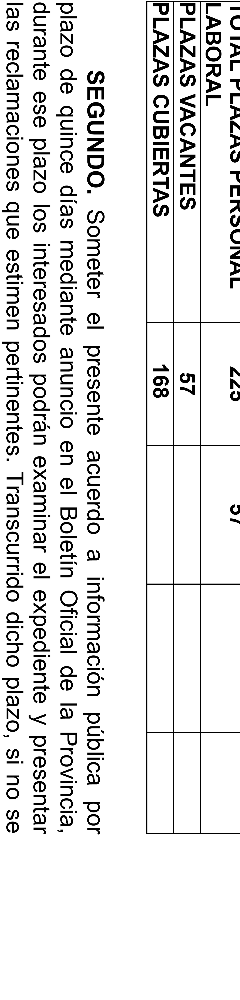 TOTAL PLAZAS PERSONAL LABORAL 225 57
PLAZAS VACANTES 57
PLAZAS CUBIERTAS 168
SEGUNDO. Someter el presente acuerdo a información pública por
plazo de quince días mediante anuncio en el Boletín Oficial de la Provincia,
durante ese plazo los interesados podrán examinar el expediente y presentar
las reclamaciones que estimen pertinentes. Transcurrido dicho plazo, si no se